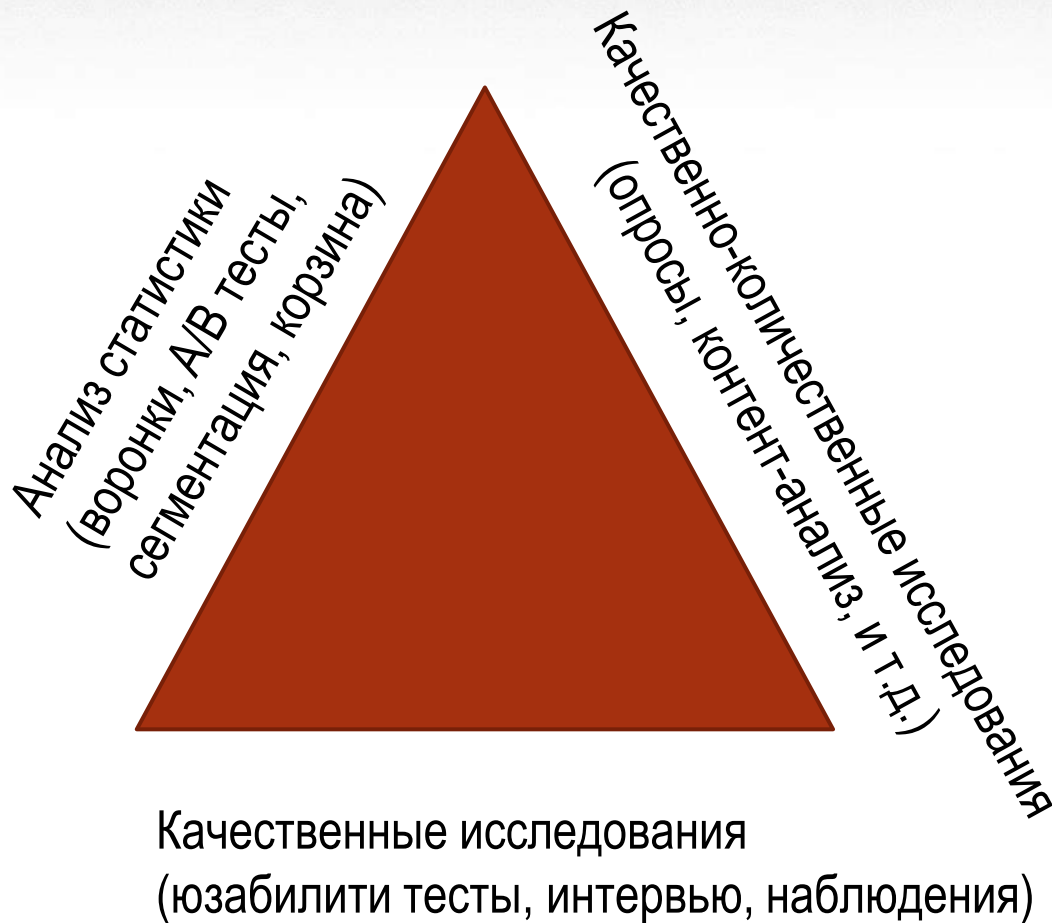 Анализ статистики
(воронки, А/В тесты,
сегментация, корзина)
Качественно-количественные исследования
(опросы, контент-анализ, и т.д.)
Качественные исследования
(юзабилити тесты, интервью, наблюдения)